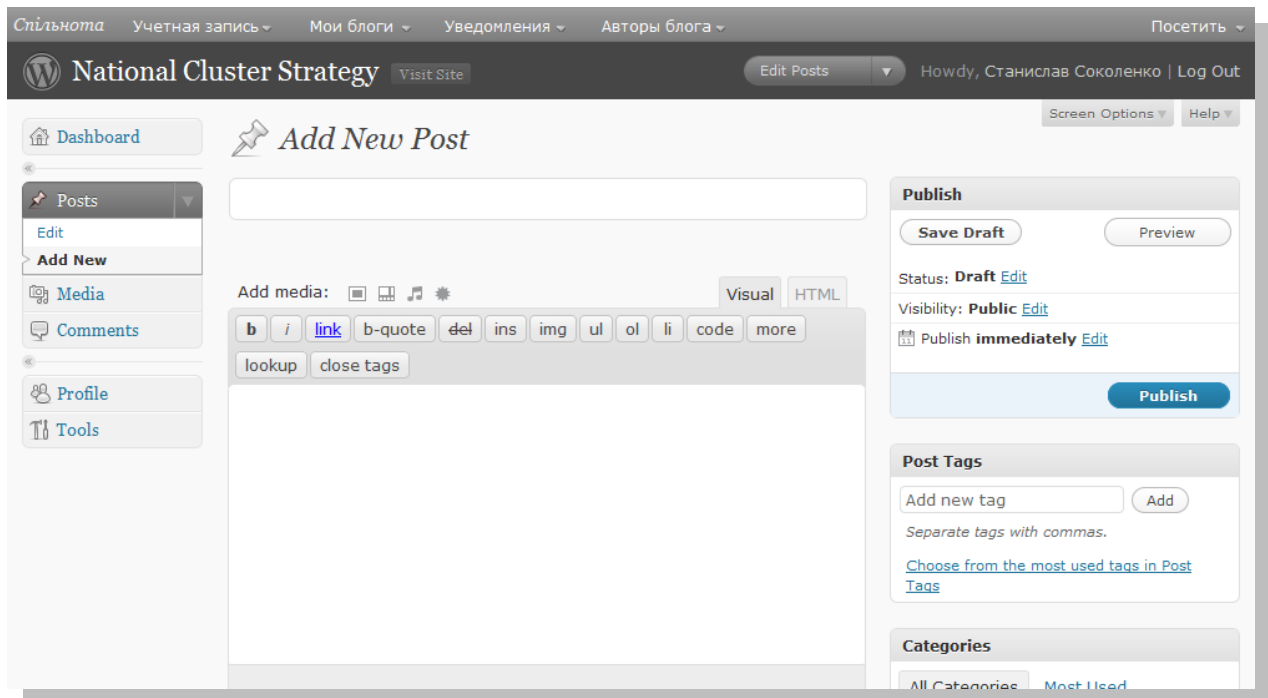 Спільнота Учетная запись Мои блоги Уведомления Авторы блога Посетить
National Cluster Strategy Visit Site Edit Posts Howdy, Станислав Соколенко | Log Out
Screen Options Help
Dashboard
Add New Post
Posts
Edit
Add New
Media
Comments
Profile
Tools
Add media: Visual HTML
b i link b-quote del ins img ul ol li code more
lookup close tags
Publish
Save Draft Preview
Status: Draft Edit
Visibility: Public Edit
Publish immediately Edit
Publish
Post Tags
Add new tag Add
Separate tags with commas.
Choose from the most used tags in Post
Tags
Categories
All Categories Most Used